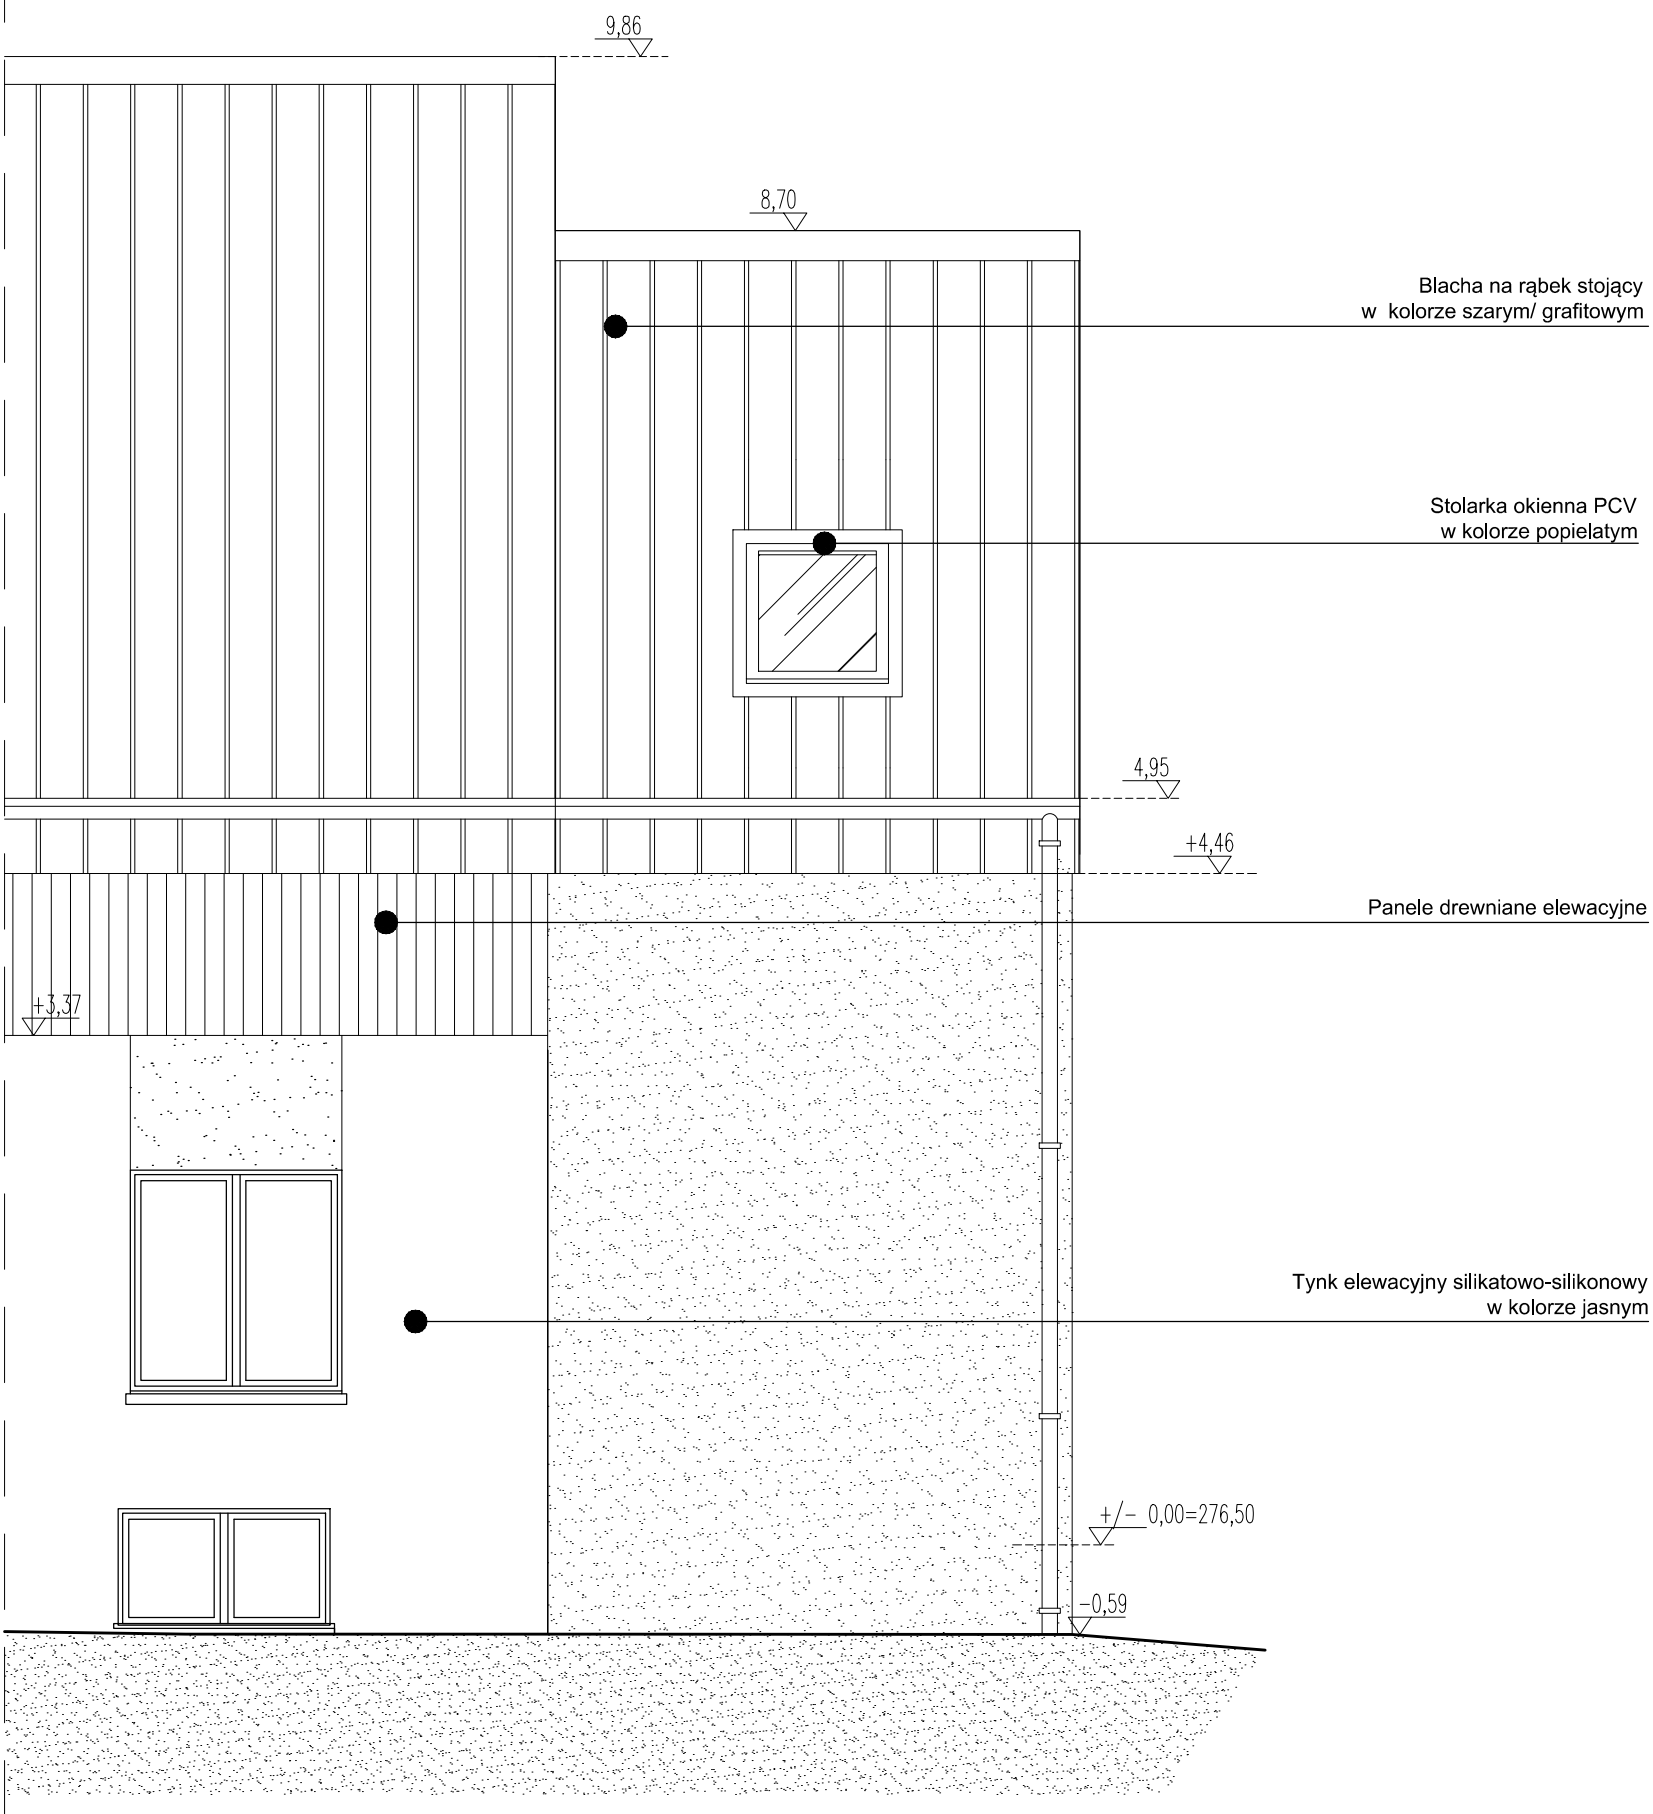 9,86
8,70
Blacha na rąbek stojący
w kolorze szarym/ grafitowym
Stolarka okienna PCV
w kolorze popielatym
4,95
+4,46
Panele drewniane elewacyjne
+3,37
Tynk elewacyjny silikatowo-silikonowy
w kolorze jasnym
+/- 0,00=276,50
-0,59